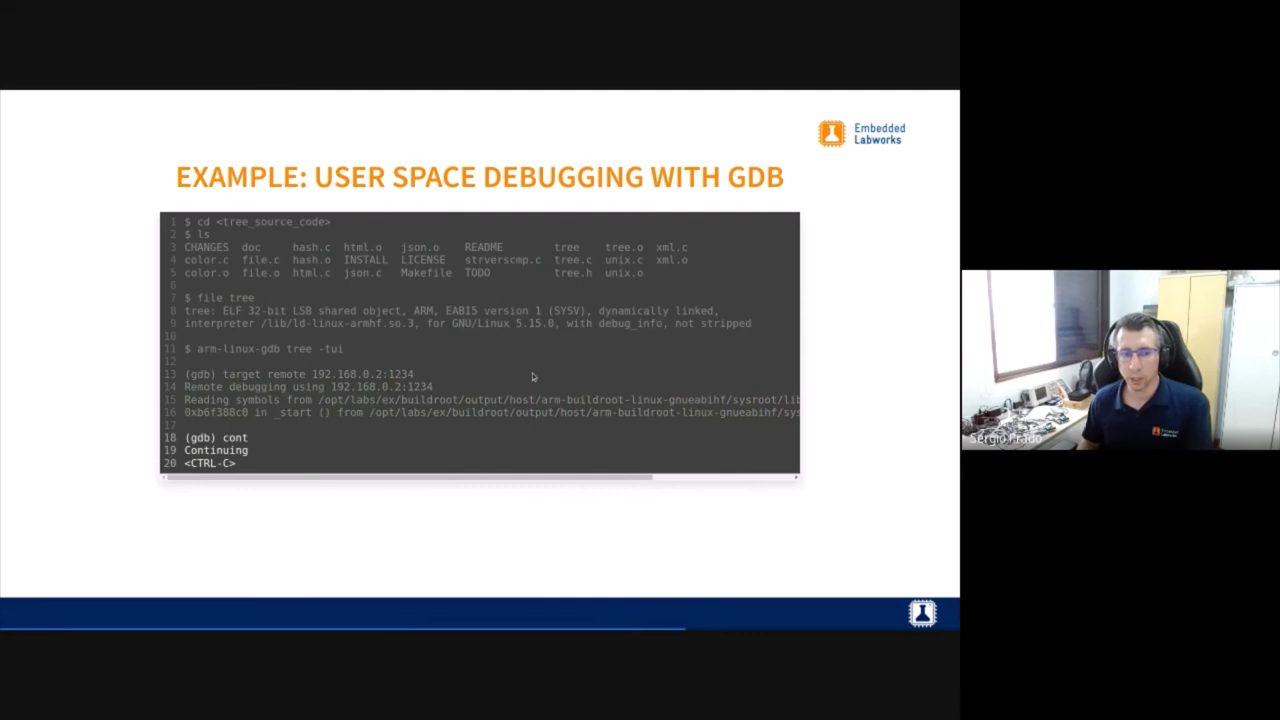 Embedded
Labworks
EXAMPLE: USER SPACE DEBUGGING WITH GDB
1 $ cd <tree_source_code>
2 $ ls
3 CHANGES doc hash.c html.o json.o README tree tree.o xml.c
4 color.c file.c hash.o INSTALL LICENSE strverscmp.c tree.c unix.c xml.o
5 color.o file.o html.c json.c Makefile TODO tree.h unix.o
6
7 $ file tree
8 tree: ELF 32-bit LSB shared object, ARM, EABI5 version 1 (SYSV), dynamically linked,
9 interpreter /lib/ld-linux-armhf.so.3, for GNU/Linux 5.15.0, with debug_info, not stripped
10
11 $ arm-linux-gdb tree -tui
12
13 (gdb) target remote 192.168.0.2:1234
14 Remote debugging using 192.168.0.2:1234
15 Reading symbols from /opt/labs/ex/buildroot/output/host/arm-buildroot-linux-gnueabihf/sysroot/lib
16 0xb6f388c0 in _start () from /opt/labs/ex/buildroot/output/host/arm-buildroot-linux-gnueabihf/sys
17
18 (gdb) cont
19 Continuing
20 <CTRL-C>
Sergio Prado
Embedded
Labworks